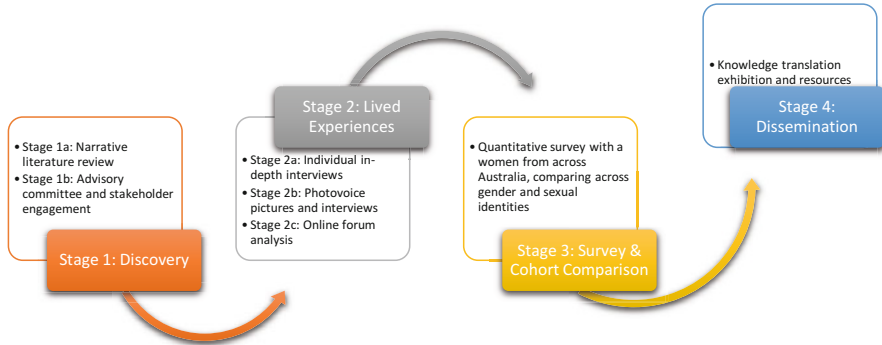 • Stage 1a: Narrative
literature review
• Stage 1b: Advisory
committee and stakeholder
engagement
Stage 1: Discovery
Stage 2: Lived
Experiences
• Stage 2a: Individual in-
depth interviews
• Stage 2b: Photovoice
pictures and interviews
• Stage 2c: Online forum
analysis
• Quantitative survey with a
women from across
Australia, comparing across
gender and sexual
identities
Stage 3: Survey &
Cohort Comparison
• Knowledge translation
exhibition and resources
Stage 4:
Dissemination